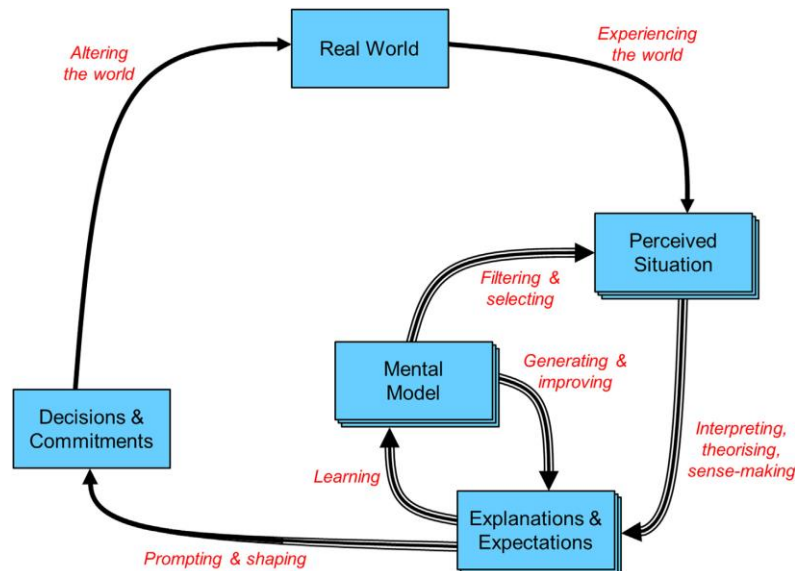 Altering
the world
Real World
Experiencing
the world
Perceived
Situation
Filtering &
selecting
Mental
Model
Generating &
improving
Decisions &
Commitments
Interpreting,
theorising,
sense-making
Learning
Explanations &
Expectations
Prompting & shaping